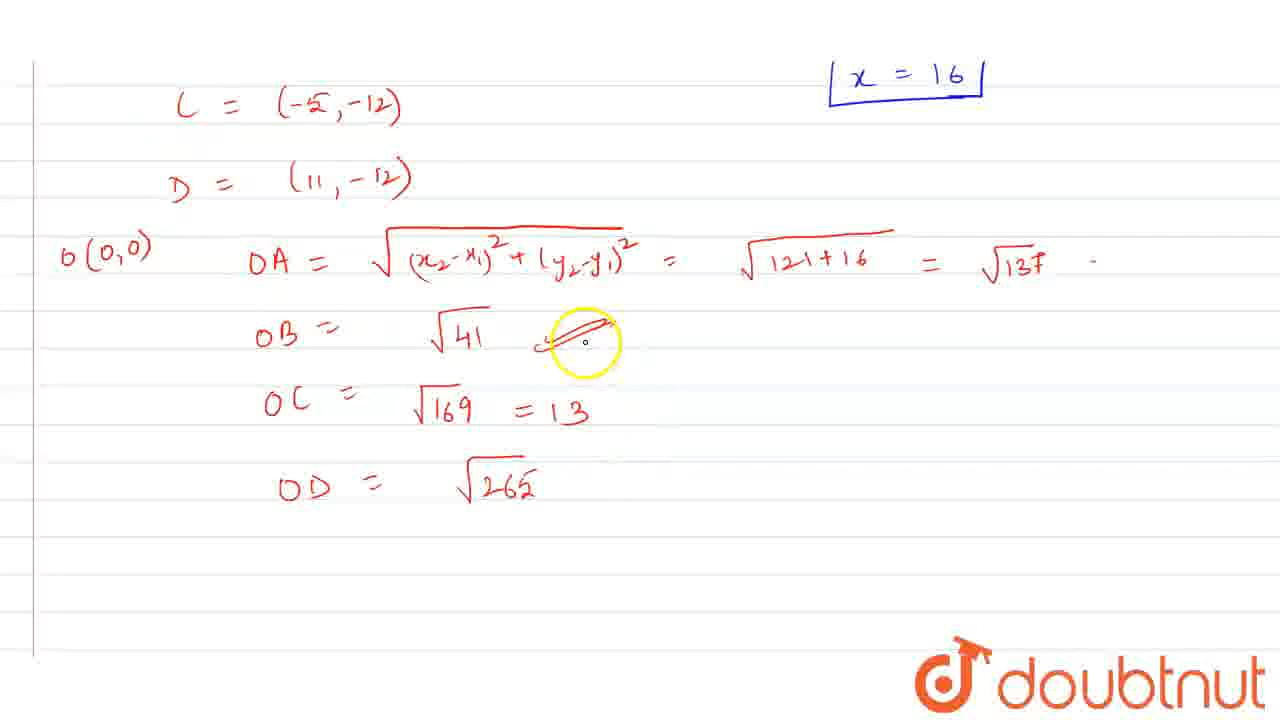 x = 16
C = (-5, -12)
D = (11, -12)
O(0,0) OA = √(x₂-x₁)² + (y₂-y₁)² = √121+16 = √137
OB = √41
OC = √169 = 13
OD = √265
doubtnut